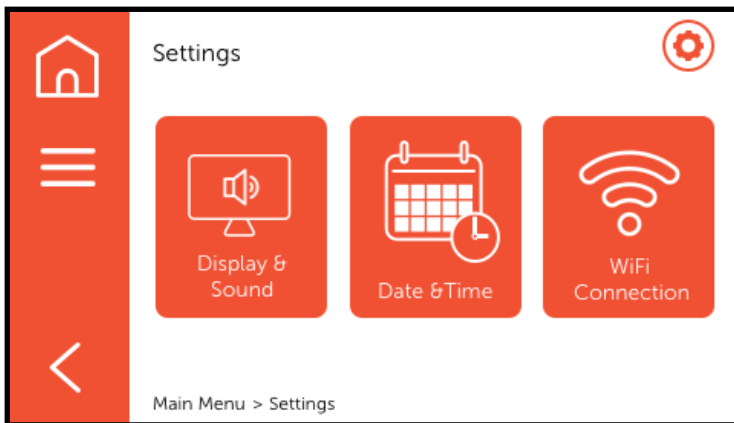 Settings
Display &
Sound
Date &Time
WiFi
Connection
Main Menu > Settings